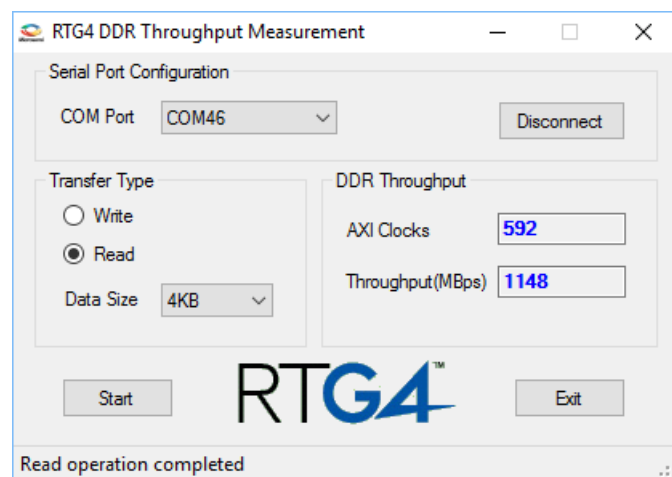 RTG4 DDR Throughput Measurement
Serial Port Configuration
COM Port COM46 Disconnect
Transfer Type
Write
Read
Data Size 4KB
DDR Throughput
AXI Clocks 592
Throughput(MBps) 1148
Start RTG4™ Exit
Read operation completed